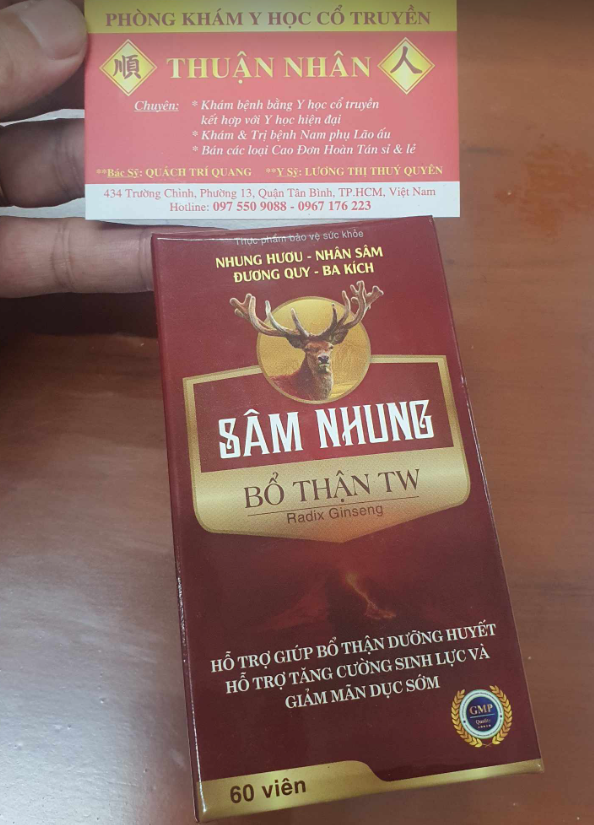 PHÒNG KHÁM Y HỌC CỔ TRUYỀN
順 THUẬN NHÂN 人
Chuyên: * Khám bệnh bằng Y học cổ truyền
kết hợp với Y học hiện đại
* Khám & Trị bệnh Nam phụ Lão ấu
* Bán các loại Cao Đơn Hoàn Tán sỉ & lẻ
**Bác Sỹ: QUÁCH TRÍ QUANG **Y Sỹ: LƯƠNG THỊ THUÝ QUYÊN
434 Trường Chinh, Phường 13, Quận Tân Bình, TP.HCM, Việt Nam
Hotline: 097 550 9088 - 0967 176 223
Thực phẩm bảo vệ sức khỏe
NHUNG HƯƠU - NHÂN SÂM
ĐƯƠNG QUY - BA KÍCH
SÂM NHUNG
BỔ THẬN TW
Radix Ginseng
HỖ TRỢ GIÚP BỔ THẬN DƯỠNG HUYẾT
HỖ TRỢ TĂNG CƯỜNG SINH LỰC VÀ
GIẢM MÃN DỤC SỚM
GMP
Quality
60 viên